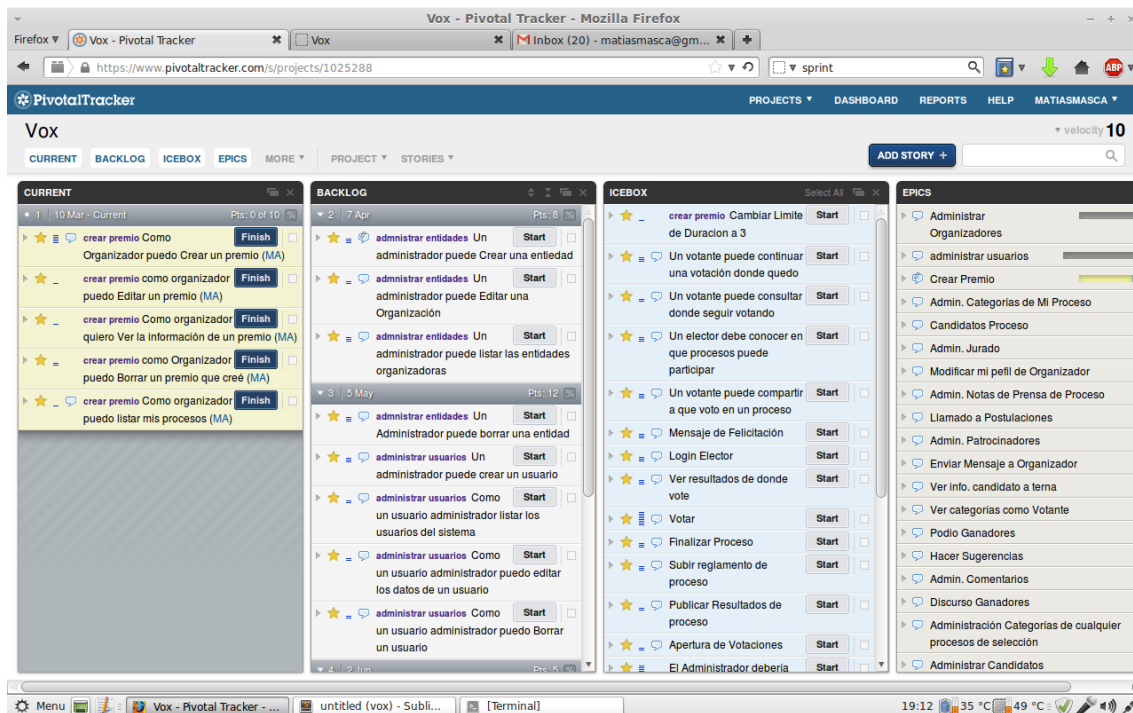 Vox - Pivotal Tracker - Mozilla Firefox
Firefox
Vox - Pivotal Tracker
Vox
Inbox (20) - matiasmasca@gm...
https://www.pivotaltracker.com/s/projects/1025288
sprint
ABP
PivotalTracker
PROJECTS
DASHBOARD
REPORTS
HELP
MATIASMASCA
Vox
velocity 10
CURRENT
BACKLOG
ICEBOX
EPICS
MORE
PROJECT
STORIES
ADD STORY +
CURRENT
1 10 Mar - Current Pts: 0 of 10 %
crear premio Como Finish
Organizador puedo Crear un premio (MA)
crear premio como organizador Finish
puedo Editar un premio (MA)
crear premio Como organizador Finish
quiero Ver la información de un premio (MA)
crear premio como Organizador Finish
puedo Borrar un premio que creé (MA)
crear premio Como organizador Finish
puedo listar mis procesos (MA)
BACKLOG
2 7 Apr Pts: 8 %
admnistrar entidades Un Start
administrador puede Crear una entiedad
admnistrar entidades Un Start
administrador puede Editar una
Organización
admnistrar entidades Un Start
administrador puede listar las entidades
organizadoras
3 5 May Pts: 12 %
admnistrar entidades Un Start
Administrador puede borrar una entidad
administrar usuarios Un Start
administrador puede crear un usuario
administrar usuarios Como Start
un usuario administrador listar los
usuarios del sistema
administrar usuarios Como Start
un usuario administrador puedo editar
los datos de un usuario
administrar usuarios Como Start
un usuario administrador puedo Borrar
un usuario
4 2 Jun Pts: 5 %
ICEBOX
Select All
crear premio Cambiar Limite Start
de Duracion a 3
Un votante puede continuar Start
una votación donde quedo
Un votante puede consultar Start
donde seguir votando
Un elector debe conocer en Start
que procesos puede
participar
Un votante puede compartir Start
a que voto en un proceso
Mensaje de Felicitación Start
Login Elector Start
Ver resultados de donde Start
vote
Votar Start
Finalizar Proceso Start
Subir reglamento de Start
proceso
Publicar Resultados de Start
proceso
Apertura de Votaciones Start
El Administrador debería Start
EPICS
Administrar
Organizadores
administrar usuarios
Crear Premio
Admin. Categorías de Mi Proceso
Candidatos Proceso
Admin. Jurado
Modificar mi pefil de Organizador
Admin. Notas de Prensa de Proceso
Llamado a Postulaciones
Admin. Patrocinadores
Enviar Mensaje a Organizador
Ver info. candidato a terna
Ver categorías como Votante
Podio Ganadores
Hacer Sugerencias
Admin. Comentarios
Discurso Ganadores
Administración Categorías de cualquier
procesos de selección
Administrar Candidatos
Menu
Vox - Pivotal Tracker - ...
untitled (vox) - Subli...
[Terminal]
19:12
35 °C
49 °C